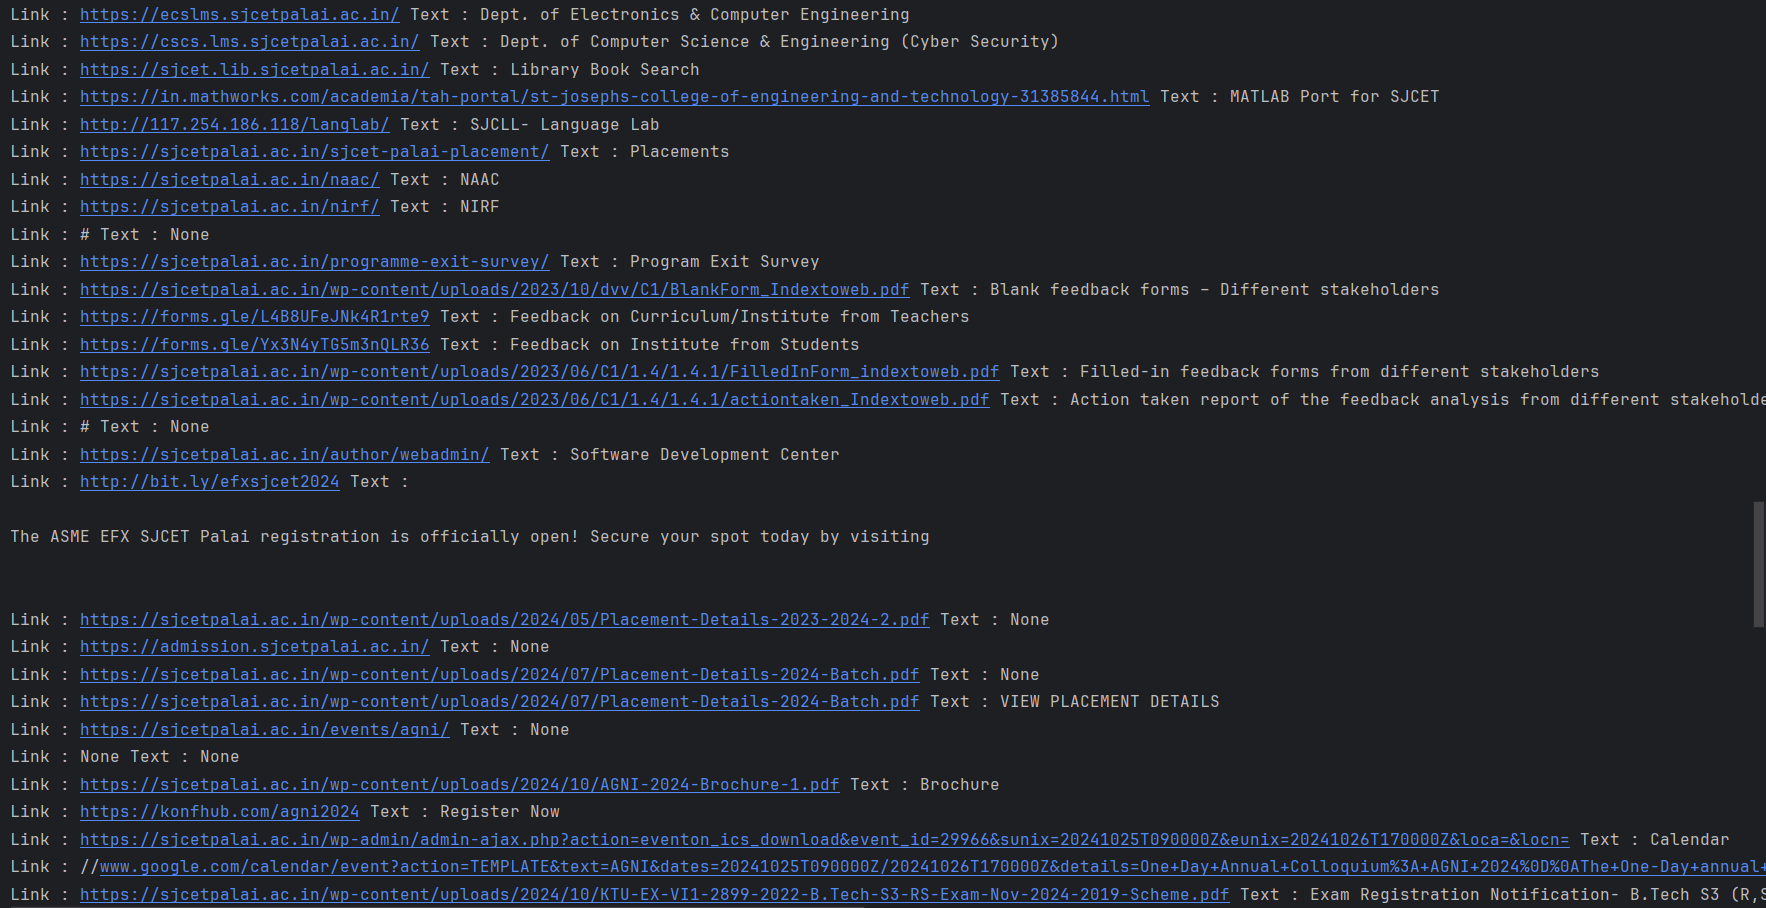 Link : https://ecslms.sjcetpalai.ac.in/ Text : Dept. of Electronics & Computer Engineering
Link : https://cscs.lms.sjcetpalai.ac.in/ Text : Dept. of Computer Science & Engineering (Cyber Security)
Link : https://sjcet.lib.sjcetpalai.ac.in/ Text : Library Book Search
Link : https://in.mathworks.com/academia/tah-portal/st-josephs-college-of-engineering-and-technology-31385844.html Text : MATLAB Port for SJCET
Link : http://117.254.186.118/langlab/ Text : SJCLL- Language Lab
Link : https://sjcetpalai.ac.in/sjcet-palai-placement/ Text : Placements
Link : https://sjcetpalai.ac.in/naac/ Text : NAAC
Link : https://sjcetpalai.ac.in/nirf/ Text : NIRF
Link : # Text : None
Link : https://sjcetpalai.ac.in/programme-exit-survey/ Text : Program Exit Survey
Link : https://sjcetpalai.ac.in/wp-content/uploads/2023/10/dvv/C1/BlankForm_Indextoweb.pdf Text : Blank feedback forms – Different stakeholders
Link : https://forms.gle/L4B8UFeJNk4R1rte9 Text : Feedback on Curriculum/Institute from Teachers
Link : https://forms.gle/Yx3N4yTG5m3nQLR36 Text : Feedback on Institute from Students
Link : https://sjcetpalai.ac.in/wp-content/uploads/2023/06/C1/1.4/1.4.1/FilledInForm_indextoweb.pdf Text : Filled-in feedback forms from different stakeholders
Link : https://sjcetpalai.ac.in/wp-content/uploads/2023/06/C1/1.4/1.4.1/actiontaken_Indextoweb.pdf Text : Action taken report of the feedback analysis from different stakeholde
Link : # Text : None
Link : https://sjcetpalai.ac.in/author/webadmin/ Text : Software Development Center
Link : http://bit.ly/efxsjcet2024 Text :
The ASME EFX SJCET Palai registration is officially open! Secure your spot today by visiting
Link : https://sjcetpalai.ac.in/wp-content/uploads/2024/05/Placement-Details-2023-2024-2.pdf Text : None
Link : https://admission.sjcetpalai.ac.in/ Text : None
Link : https://sjcetpalai.ac.in/wp-content/uploads/2024/07/Placement-Details-2024-Batch.pdf Text : None
Link : https://sjcetpalai.ac.in/wp-content/uploads/2024/07/Placement-Details-2024-Batch.pdf Text : VIEW PLACEMENT DETAILS
Link : https://sjcetpalai.ac.in/events/agni/ Text : None
Link : None Text : None
Link : https://sjcetpalai.ac.in/wp-content/uploads/2024/10/AGNI-2024-Brochure-1.pdf Text : Brochure
Link : https://konfhub.com/agni2024 Text : Register Now
Link : https://sjcetpalai.ac.in/wp-admin/admin-ajax.php?action=eventon_ics_download&event_id=29966&sunix=20241025T090000Z&eunix=20241026T170000Z&loca=&locn= Text : Calendar
Link : //www.google.com/calendar/event?action=TEMPLATE&text=AGNI&dates=20241025T090000Z/20241026T170000Z&details=One+Day+Annual+Colloquium%3A+AGNI+2024%0D%0AThe+One-Day+annual+
Link : https://sjcetpalai.ac.in/wp-content/uploads/2024/10/KTU-EX-VI1-2899-2022-B.Tech-S3-RS-Exam-Nov-2024-2019-Scheme.pdf Text : Exam Registration Notification- B.Tech S3 (R,S